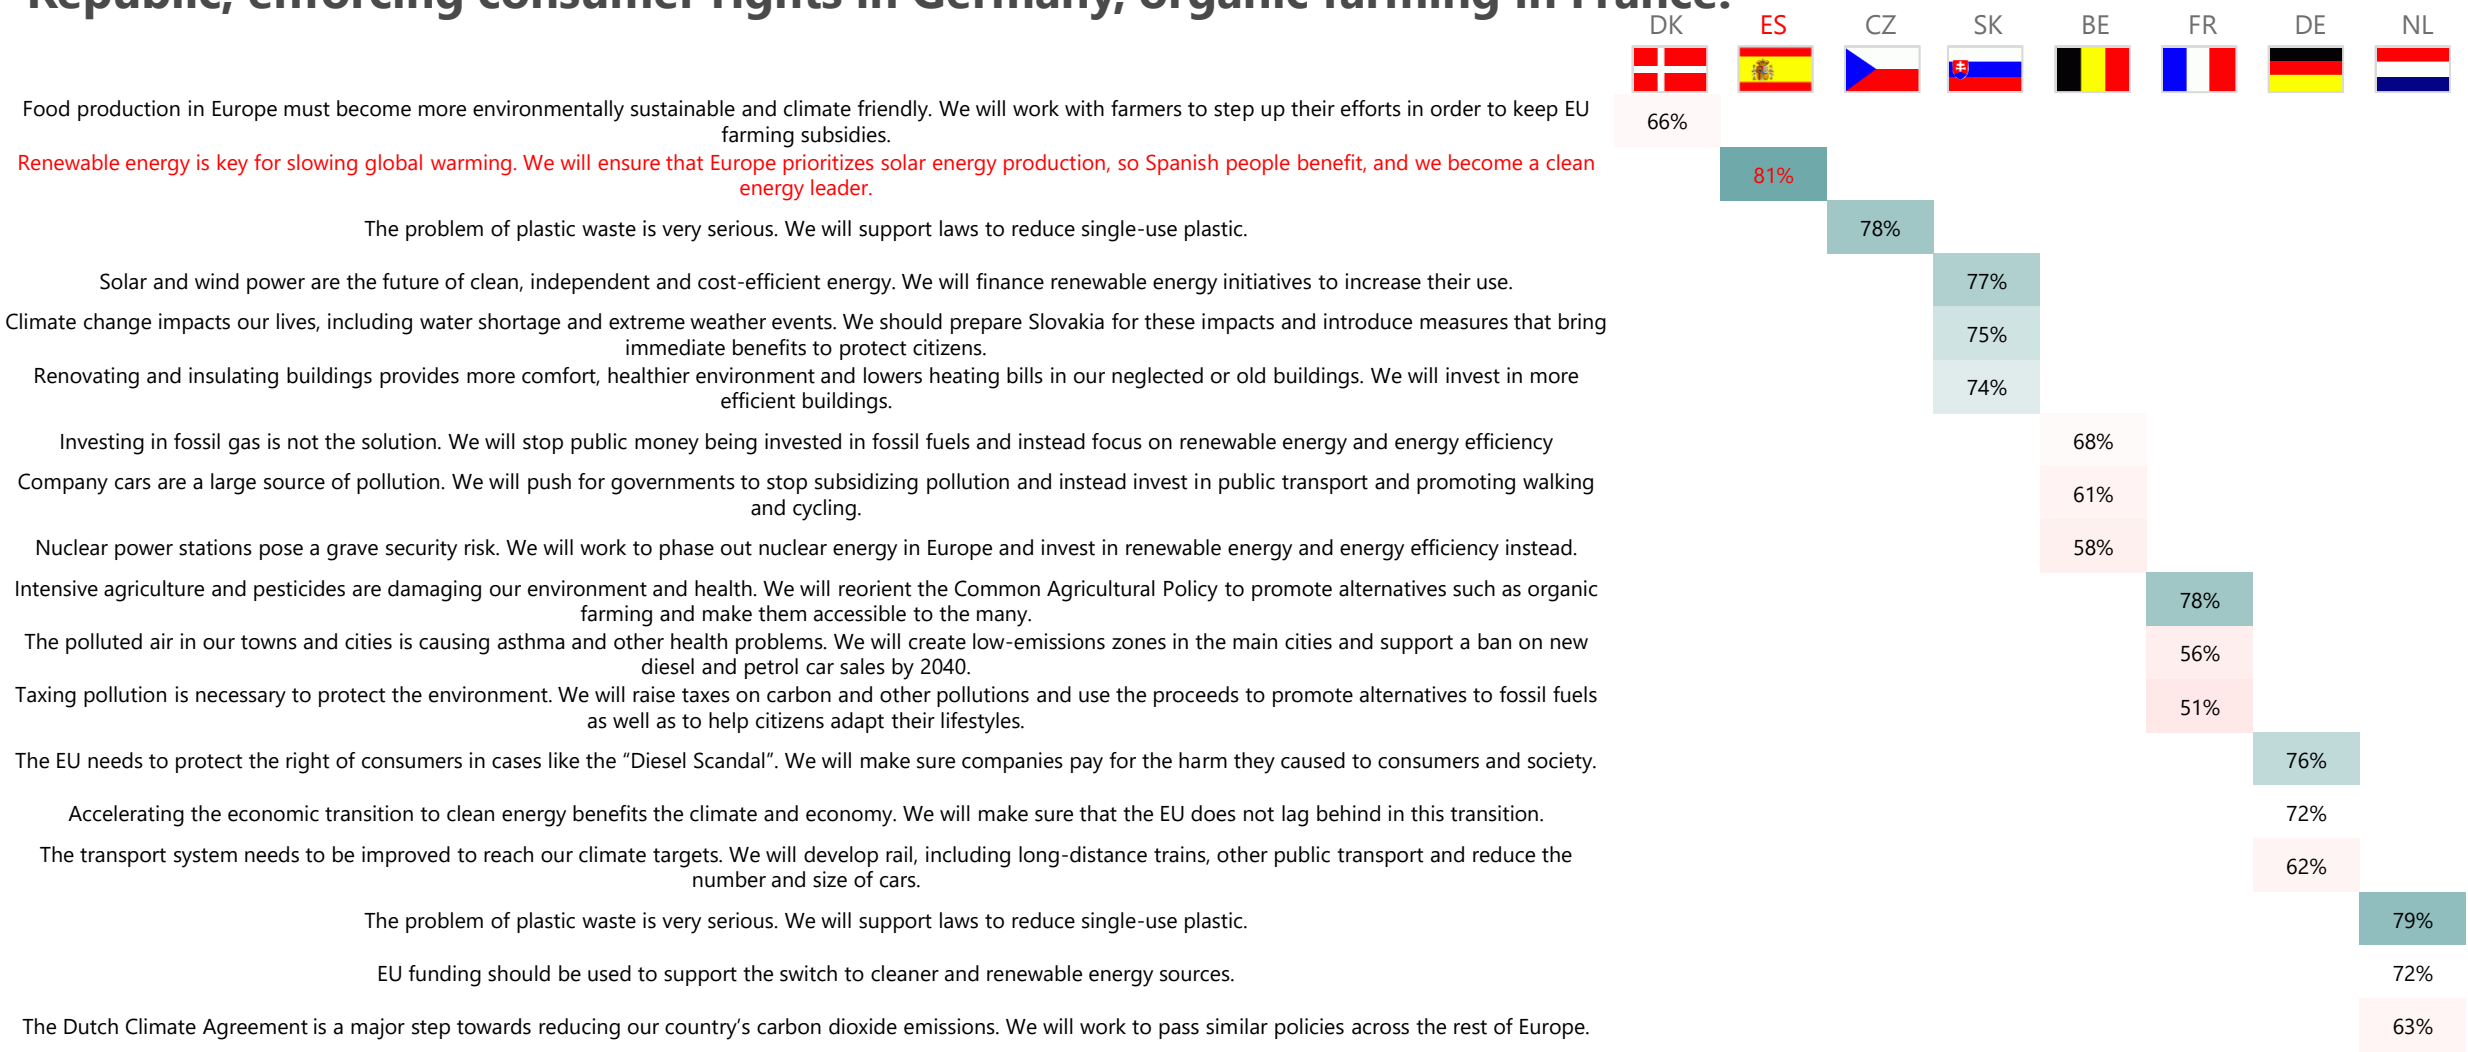 Republic, enforcing consumer rights in Germany, organic farming in France.
DK ES CZ SK BE FR DE NL
Food production in Europe must become more environmentally sustainable and climate friendly. We will work with farmers to step up their efforts in order to keep EU
farming subsidies.
66%
Renewable energy is key for slowing global warming. We will ensure that Europe prioritizes solar energy production, so Spanish people benefit, and we become a clean
energy leader.
81%
The problem of plastic waste is very serious. We will support laws to reduce single-use plastic.
78%
Solar and wind power are the future of clean, independent and cost-efficient energy. We will finance renewable energy initiatives to increase their use.
77%
Climate change impacts our lives, including water shortage and extreme weather events. We should prepare Slovakia for these impacts and introduce measures that bring
immediate benefits to protect citizens.
75%
Renovating and insulating buildings provides more comfort, healthier environment and lowers heating bills in our neglected or old buildings. We will invest in more
efficient buildings.
74%
Investing in fossil gas is not the solution. We will stop public money being invested in fossil fuels and instead focus on renewable energy and energy efficiency
68%
Company cars are a large source of pollution. We will push for governments to stop subsidizing pollution and instead invest in public transport and promoting walking
and cycling.
61%
Nuclear power stations pose a grave security risk. We will work to phase out nuclear energy in Europe and invest in renewable energy and energy efficiency instead.
58%
Intensive agriculture and pesticides are damaging our environment and health. We will reorient the Common Agricultural Policy to promote alternatives such as organic
farming and make them accessible to the many.
78%
The polluted air in our towns and cities is causing asthma and other health problems. We will create low-emissions zones in the main cities and support a ban on new
diesel and petrol car sales by 2040.
56%
Taxing pollution is necessary to protect the environment. We will raise taxes on carbon and other pollutions and use the proceeds to promote alternatives to fossil fuels
as well as to help citizens adapt their lifestyles.
51%
The EU needs to protect the right of consumers in cases like the “Diesel Scandal”. We will make sure companies pay for the harm they caused to consumers and society.
76%
Accelerating the economic transition to clean energy benefits the climate and economy. We will make sure that the EU does not lag behind in this transition.
72%
The transport system needs to be improved to reach our climate targets. We will develop rail, including long-distance trains, other public transport and reduce the
number and size of cars.
62%
The problem of plastic waste is very serious. We will support laws to reduce single-use plastic.
79%
EU funding should be used to support the switch to cleaner and renewable energy sources.
72%
The Dutch Climate Agreement is a major step towards reducing our country’s carbon dioxide emissions. We will work to pass similar policies across the rest of Europe.
63%